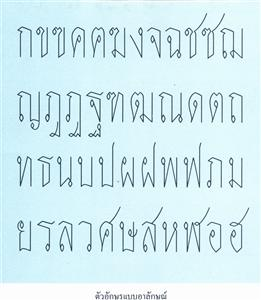 กขฃคฅฆงจฉชซฌ
ญฎฏฐฑฒณดตถ
ทธนบปผฝพฟภม
ยรลวศษสหฬอฮ
ตัวอักษรแบบอาลักษณ์